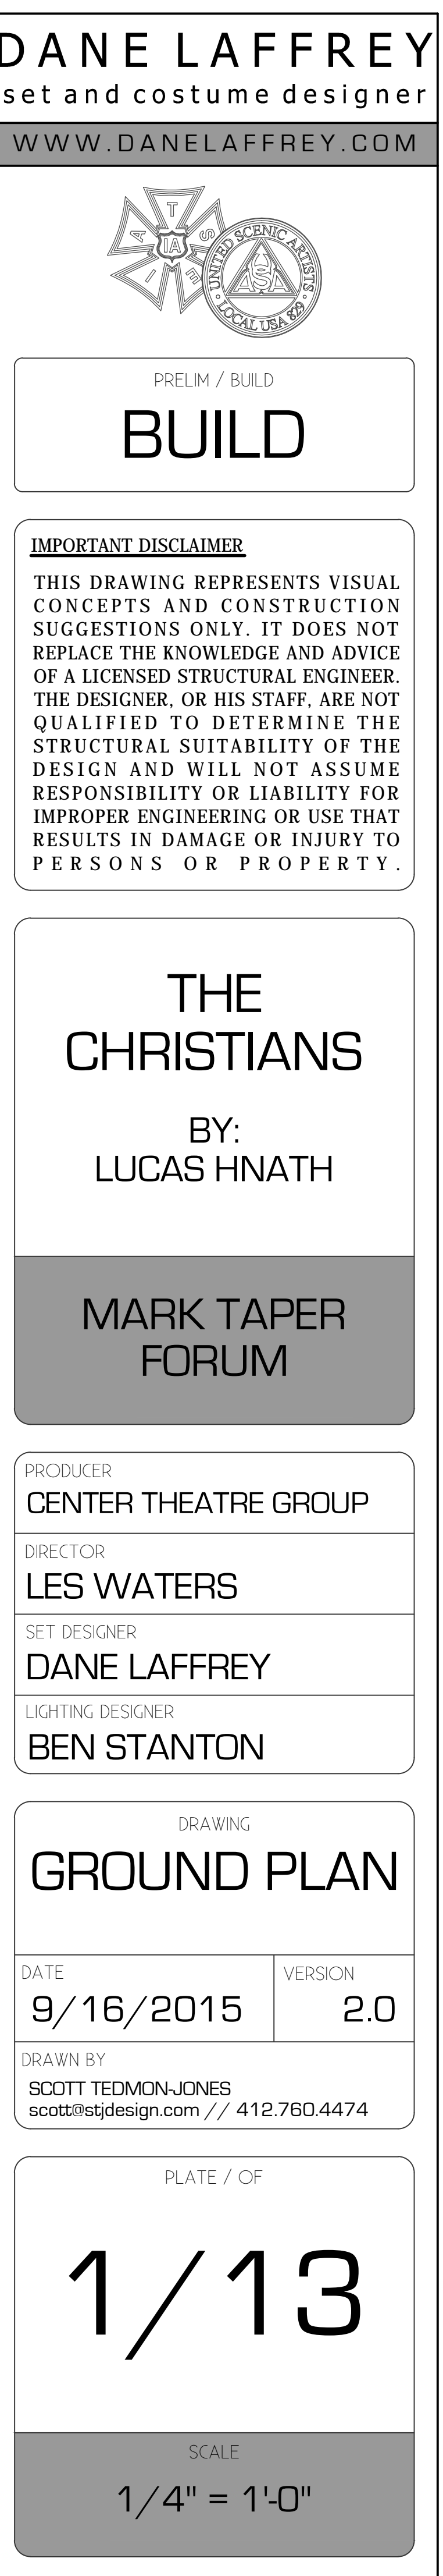 DANE LAFFREY
set and costume designer
WWW.DANELAFFREY.COM
I A T S E
IA
UNITED SCENIC ARTISTS
USA
LOCAL USA 829
PRELIM / BUILD
BUILD
IMPORTANT DISCLAIMER
THIS DRAWING REPRESENTS VISUAL
CONCEPTS AND CONSTRUCTION
SUGGESTIONS ONLY. IT DOES NOT
REPLACE THE KNOWLEDGE AND ADVICE
OF A LICENSED STRUCTURAL ENGINEER.
THE DESIGNER, OR HIS STAFF, ARE NOT
QUALIFIED TO DETERMINE THE
STRUCTURAL SUITABILITY OF THE
DESIGN AND WILL NOT ASSUME
RESPONSIBILITY OR LIABILITY FOR
IMPROPER ENGINEERING OR USE THAT
RESULTS IN DAMAGE OR INJURY TO
PERSONS OR PROPERTY.
THE
CHRISTIANS
BY:
LUCAS HNATH
MARK TAPER
FORUM
PRODUCER
CENTER THEATRE GROUP
DIRECTOR
LES WATERS
SET DESIGNER
DANE LAFFREY
LIGHTING DESIGNER
BEN STANTON
DRAWING
GROUND PLAN
DATE
9/16/2015
VERSION
2.0
DRAWN BY
SCOTT TEDMON-JONES
scott@stjdesign.com // 412.760.4474
PLATE / OF
1/13
SCALE
1/4" = 1'-0"